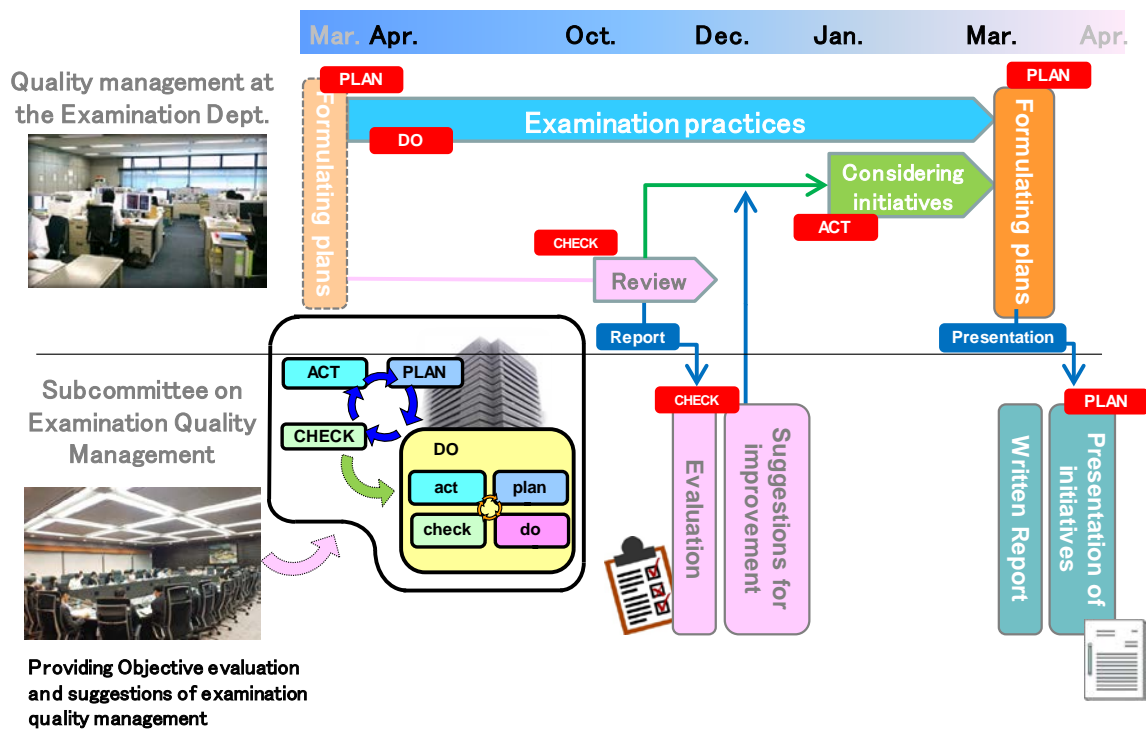 Mar. Apr. Oct. Dec. Jan. Mar. Apr.
Quality management at
the Examination Dept.
PLAN
Formulating plans
Examination practices
DO
PLAN
Formulating plans
Considering
initiatives
ACT
CHECK
Review
Report
Presentation
Subcommittee on
Examination Quality
Management
ACT
PLAN
CHECK
DO
act
plan
check
do
CHECK
Evaluation
Suggestions for
improvement
Written Report
PLAN
Presentation of
initiatives
Providing Objective evaluation
and suggestions of examination
quality management